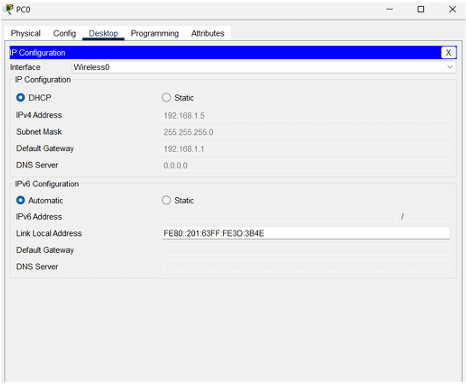 PC0
Physical Config Desktop Programming Attributes
IP Configuration X
Interface Wireless0
IP Configuration
DHCP Static
IPv4 Address 192.168.1.5
Subnet Mask 255.255.255.0
Default Gateway 192.168.1.1
DNS Server 0.0.0.0
IPv6 Configuration
Automatic Static
IPv6 Address /
Link Local Address FE80::201:63FF:FE3D:3B4E
Default Gateway
DNS Server